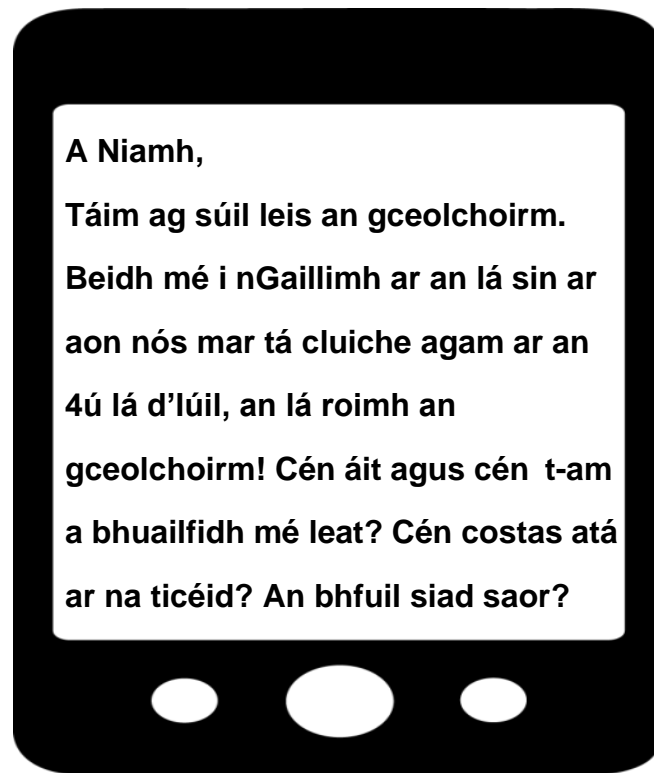 A Niamh,
Táim ag súil leis an gceolchoirm.
Beidh mé i nGaillimh ar an lá sin ar
aon nós mar tá cluiche agam ar an
4ú lá d’Iúil, an lá roimh an
gceolchoirm! Cén áit agus cén t-am
a bhuailfidh mé leat? Cén costas atá
ar na ticéid? An bhfuil siad saor?